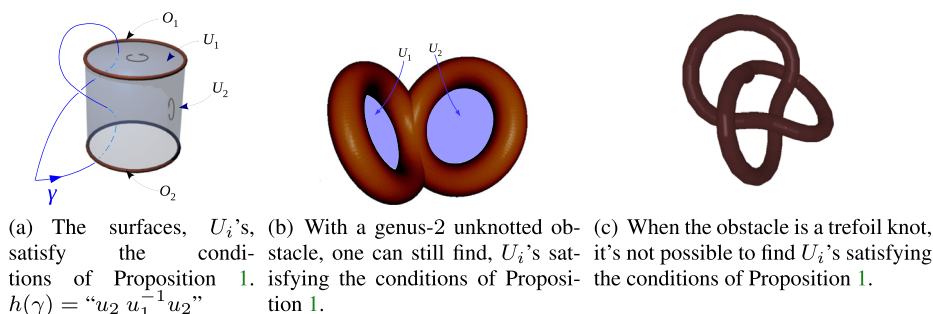 O₁
U₁
U₂
γ
O₂
U₁ U₂
(a) The surfaces, Uᵢ's,
satisfy the condi-
tions of Proposition 1.
h(γ) = “u₂ u₁⁻¹u₂”
(b) With a genus-2 unknotted ob-
stacle, one can still find, Uᵢ's sat-
isfying the conditions of Proposi-
tion 1.
(c) When the obstacle is a trefoil knot,
it's not possible to find Uᵢ's satisfying
the conditions of Proposition 1.